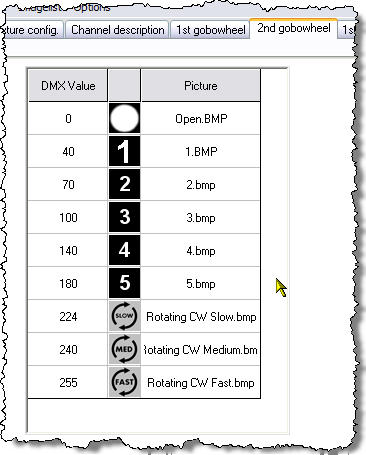 Options
config.
Channel description
1st gobowheel
2nd gobowheel
DMX Value Picture
0 Open.BMP
40 1 1.BMP
70 2 2.bmp
100 3 3.bmp
140 4 4.bmp
180 5 5.bmp
224 SLOW Rotating CW Slow.bmp
240 MED otating CW Medium.bm
255 FAST Rotating CW Fast.bmp